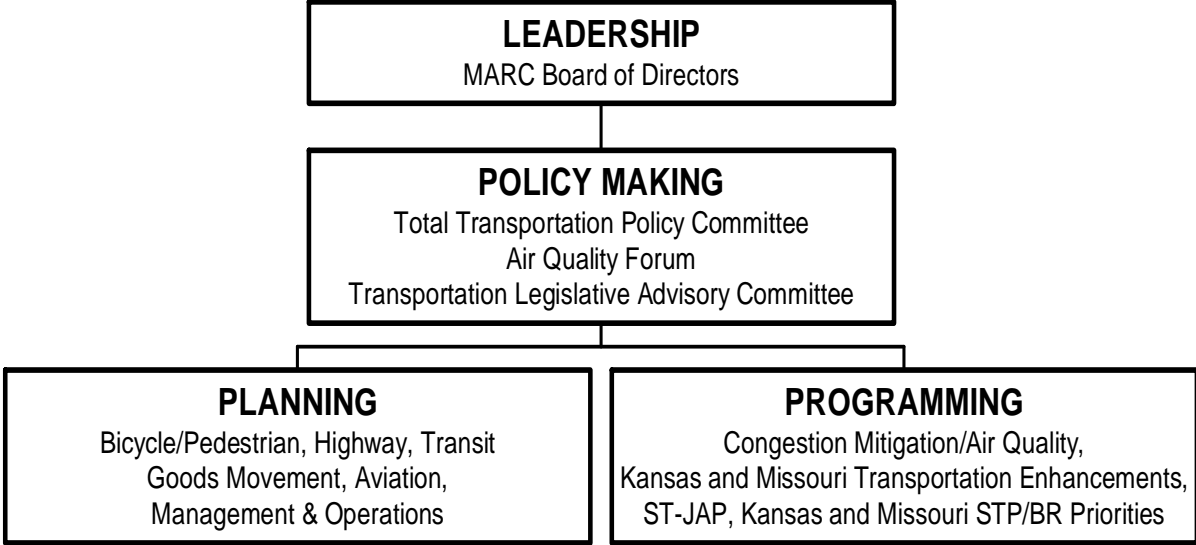 LEADERSHIP
MARC Board of Directors
POLICY MAKING
Total Transportation Policy Committee
Air Quality Forum
Transportation Legislative Advisory Committee
PLANNING
Bicycle/Pedestrian, Highway, Transit
Goods Movement, Aviation,
Management & Operations
PROGRAMMING
Congestion Mitigation/Air Quality,
Kansas and Missouri Transportation Enhancements,
ST-JAP, Kansas and Missouri STP/BR Priorities